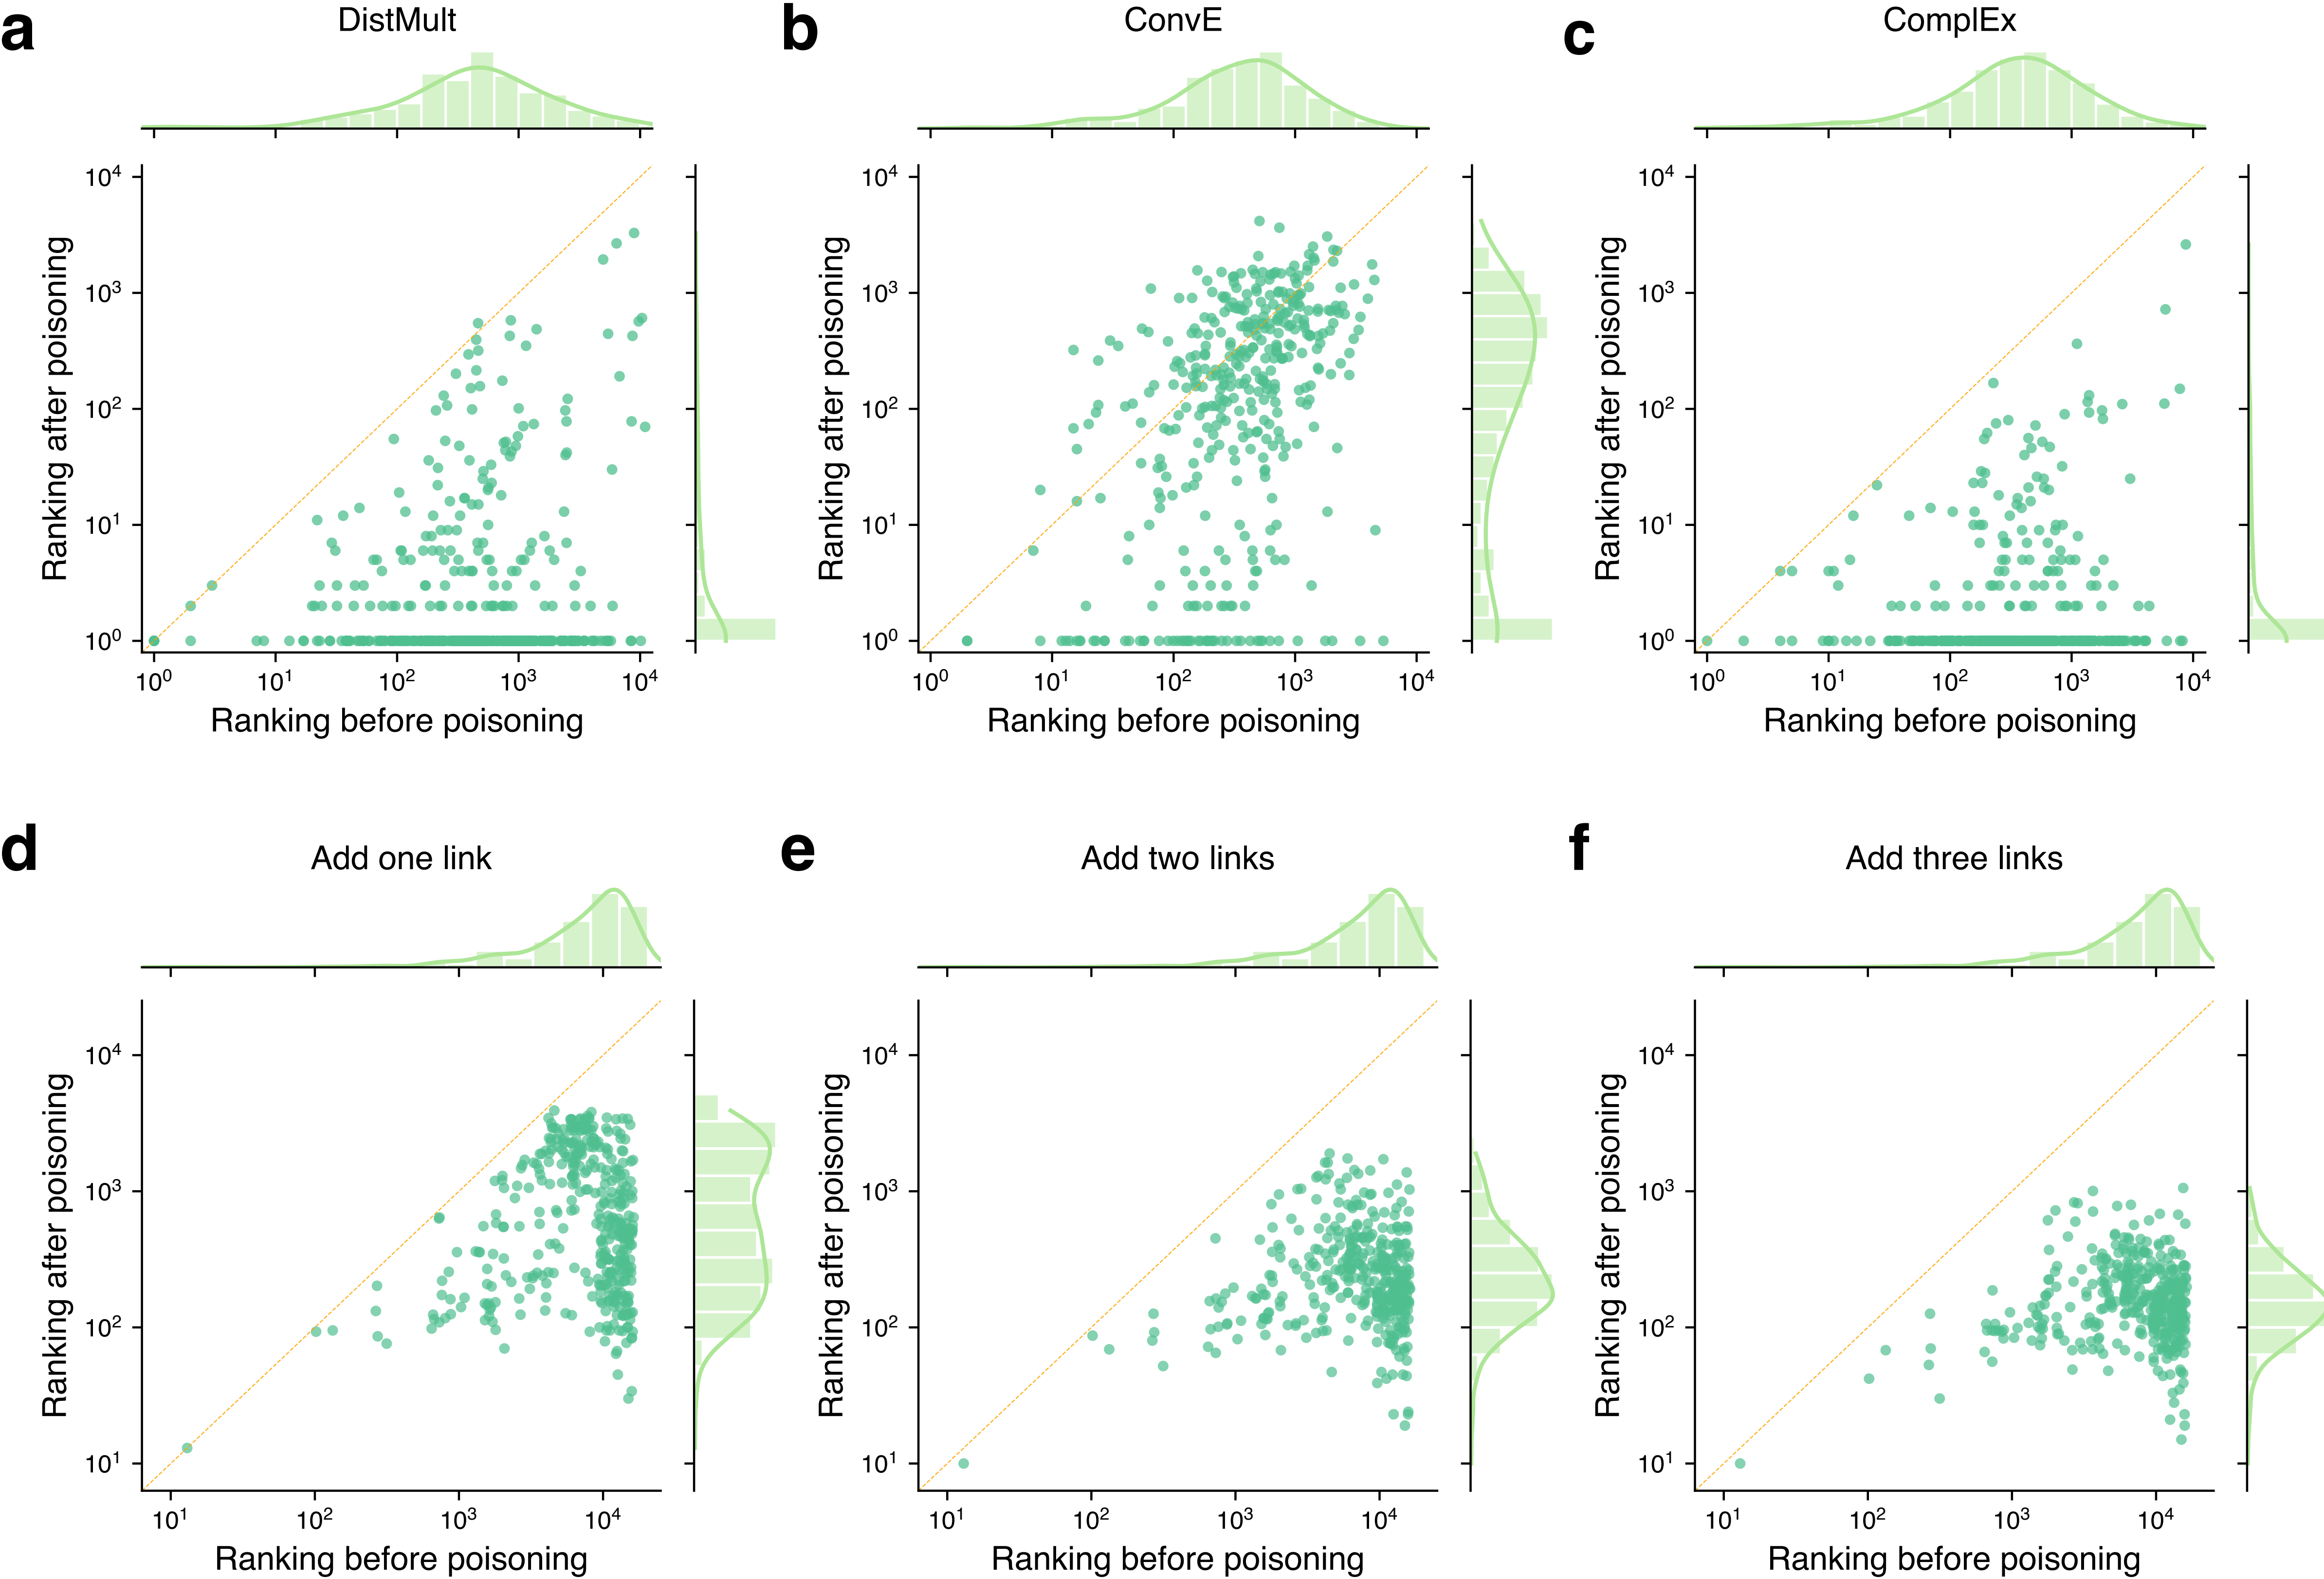 a DistMult
b ConvE
c ComplEx
Ranking after poisoning
10⁴
10³
10²
10¹
10⁰
10⁰ 10¹ 10² 10³ 10⁴
Ranking before poisoning
Ranking after poisoning
10⁴
10³
10²
10¹
10⁰
10⁰ 10¹ 10² 10³ 10⁴
Ranking before poisoning
Ranking after poisoning
10⁴
10³
10²
10¹
10⁰
10⁰ 10¹ 10² 10³ 10⁴
Ranking before poisoning
d Add one link
e Add two links
f Add three links
Ranking after poisoning
10⁴
10³
10²
10¹
10¹ 10² 10³ 10⁴
Ranking before poisoning
Ranking after poisoning
10⁴
10³
10²
10¹
10¹ 10² 10³ 10⁴
Ranking before poisoning
Ranking after poisoning
10⁴
10³
10²
10¹
10¹ 10² 10³ 10⁴
Ranking before poisoning